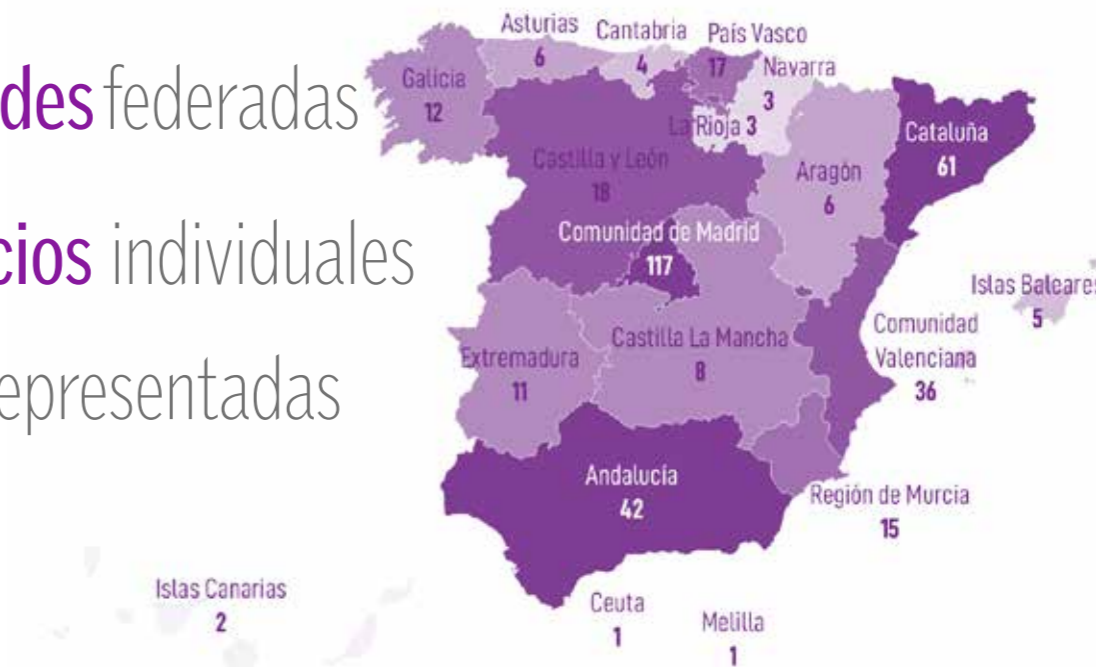 des federadas
cios individuales
epresentadas
Asturias
6
Cantabria
4
País Vasco
17
Navarra
3
Galicia
12
La Rioja 3
Cataluña
61
Castilla y León
18
Aragón
6
Comunidad de Madrid
117
Islas Baleares
5
Comunidad
Valenciana
36
Castilla La Mancha
8
Extremadura
11
Andalucía
42
Región de Murcia
15
Islas Canarias
2
Ceuta
1
Melilla
1